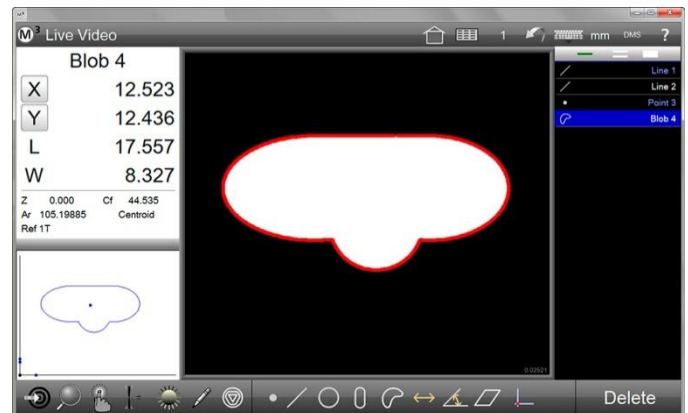 M³
M³ Live Video
1
mm
DMS
?
Blob 4
X 12.523
Y 12.436
L 17.557
W 8.327
Z 0.000 Cf 44.535
Ar 105.19885 Centroid
Ref 1T
Line 1
Line 2
Point 3
Blob 4
0.02521
Delete